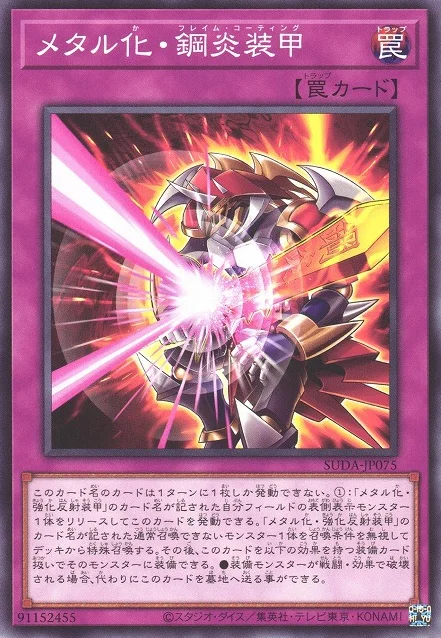 フレイム・コーティング
メタル化・鋼炎装甲
トラップ
罠
【罠カード】
SUDA-JP075
このカード名のカードは１ターンに１枚しか発動できない。①：「メタル化・
強化反射装甲」のカード名が記された自分フィールドの表側表示モンスター
１体をリリースしてこのカードを発動できる。「メタル化・強化反射装甲」の
カード名が記された通常召喚できないモンスター１体を召喚条件を無視して
デッキから特殊召喚する。その後、このカードを以下の効果を持つ装備カード
扱いでそのモンスターに装備できる。●装備モンスターが戦闘・効果で破壊
される場合、代わりにこのカードを墓地へ送る事ができる。
91152455
©スタジオ・ダイス／集英社・テレビ東京・KONAMI